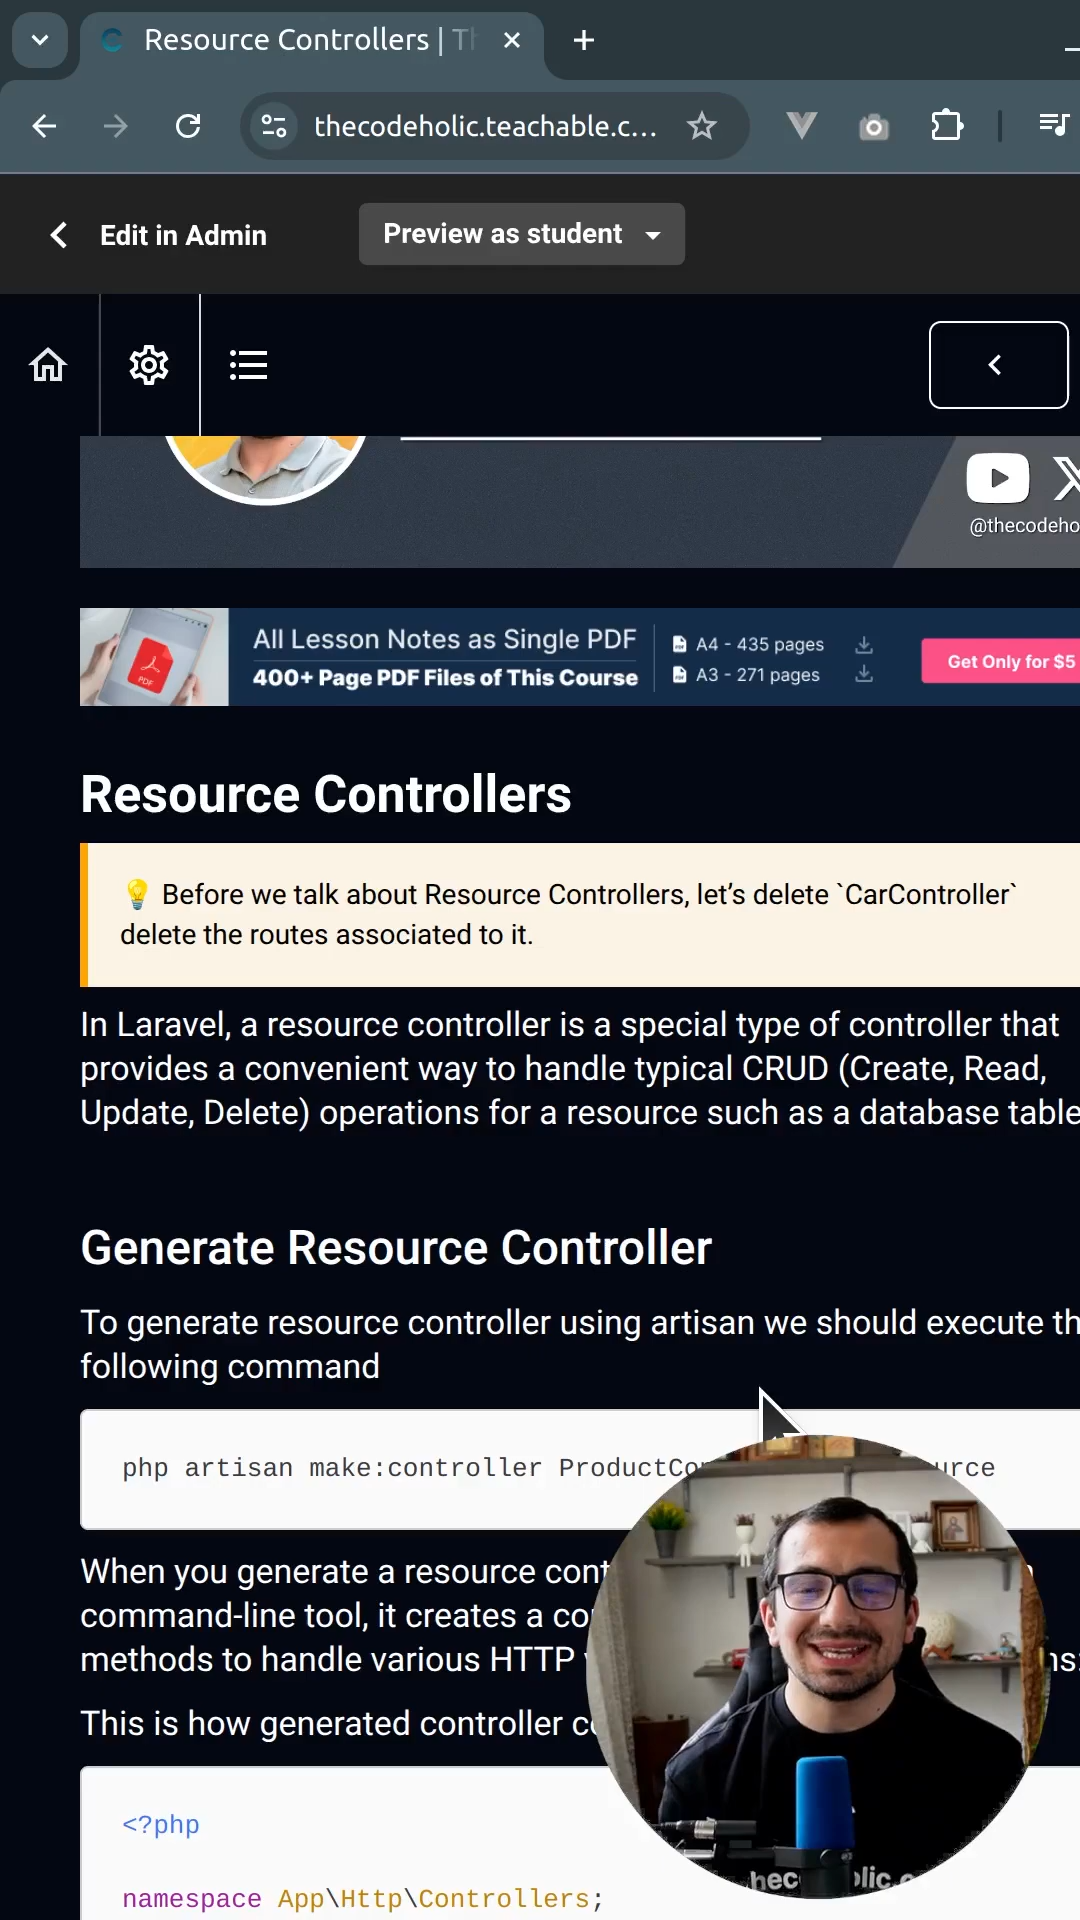 Resource Controllers | Th
thecodeholic.teachable.c...
Edit in Admin
Preview as student
@thecodeho
All Lesson Notes as Single PDF
400+ Page PDF Files of This Course
A4 - 435 pages
A3 - 271 pages
Get Only for $5
PDF
Resource Controllers
💡 Before we talk about Resource Controllers, let’s delete `CarController`
delete the routes associated to it.
In Laravel, a resource controller is a special type of controller that
provides a convenient way to handle typical CRUD (Create, Read,
Update, Delete) operations for a resource such as a database table
Generate Resource Controller
To generate resource controller using artisan we should execute th
following command
php artisan make:controller ProductCo urce
When you generate a resource cont
command-line tool, it creates a co
methods to handle various HTTP ns:
This is how generated controller co
<?php
namespace App\Http\Controllers;